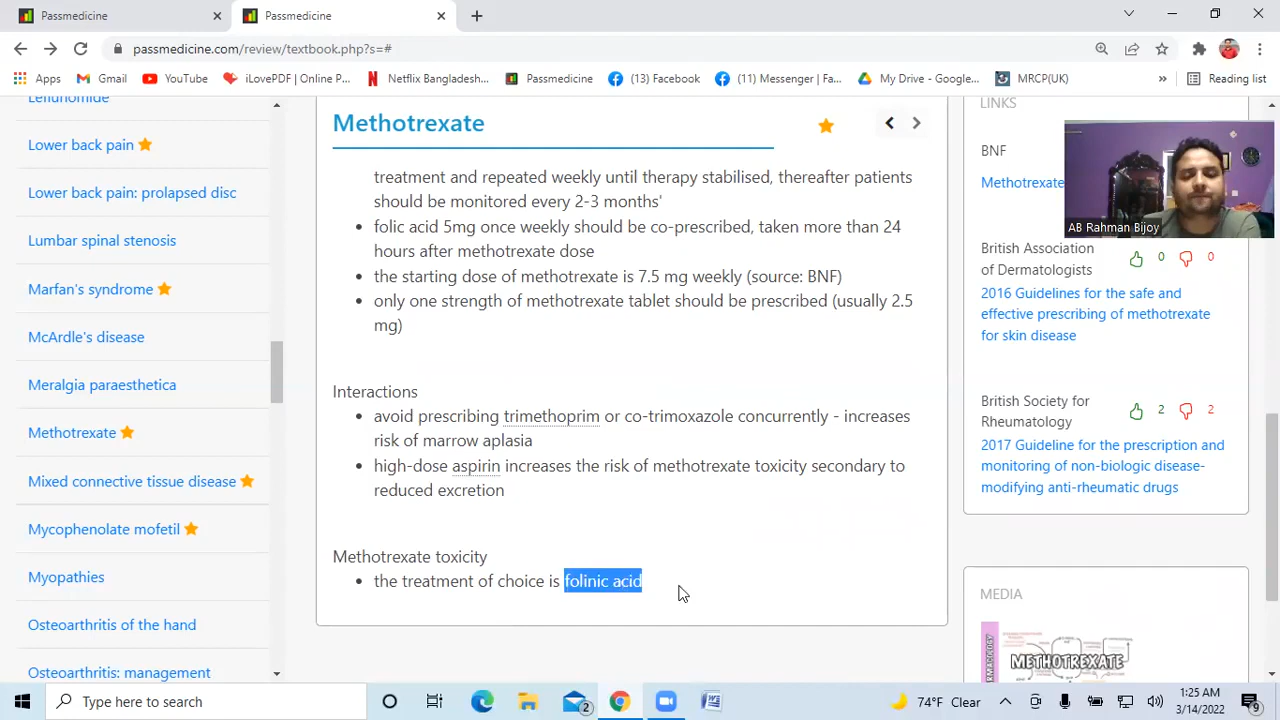 Passmedicine
Passmedicine
passmedicine.com/review/textbook.php?s=#
Apps
Gmail
YouTube
iLovePDF | Online P...
Netflix Bangladesh...
Passmedicine
(13) Facebook
(11) Messenger | Fa...
My Drive - Google...
MRCP(UK)
»
Reading list
Leflunomide
Lower back pain
Lower back pain: prolapsed disc
Lumbar spinal stenosis
Marfan's syndrome
McArdle's disease
Meralgia paraesthetica
Methotrexate
Mixed connective tissue disease
Mycophenolate mofetil
Myopathies
Osteoarthritis of the hand
Osteoarthritis: management
Methotrexate
treatment and repeated weekly until therapy stabilised, thereafter patients
should be monitored every 2-3 months'
• folic acid 5mg once weekly should be co-prescribed, taken more than 24
hours after methotrexate dose
• the starting dose of methotrexate is 7.5 mg weekly (source: BNF)
• only one strength of methotrexate tablet should be prescribed (usually 2.5
mg)
Interactions
• avoid prescribing trimethoprim or co-trimoxazole concurrently - increases
risk of marrow aplasia
• high-dose aspirin increases the risk of methotrexate toxicity secondary to
reduced excretion
Methotrexate toxicity
• the treatment of choice is folinic acid
LINKS
BNF
Methotrexate
AB Rahman Bijoy
British Association
of Dermatologists
0
0
2016 Guidelines for the safe and
effective prescribing of methotrexate
for skin disease
British Society for
Rheumatology
2
2
2017 Guideline for the prescription and
monitoring of non-biologic disease-
modifying anti-rheumatic drugs
MEDIA
METHOTREXATE
Type here to search
2
74°F Clear
1:25 AM
3/14/2022
9